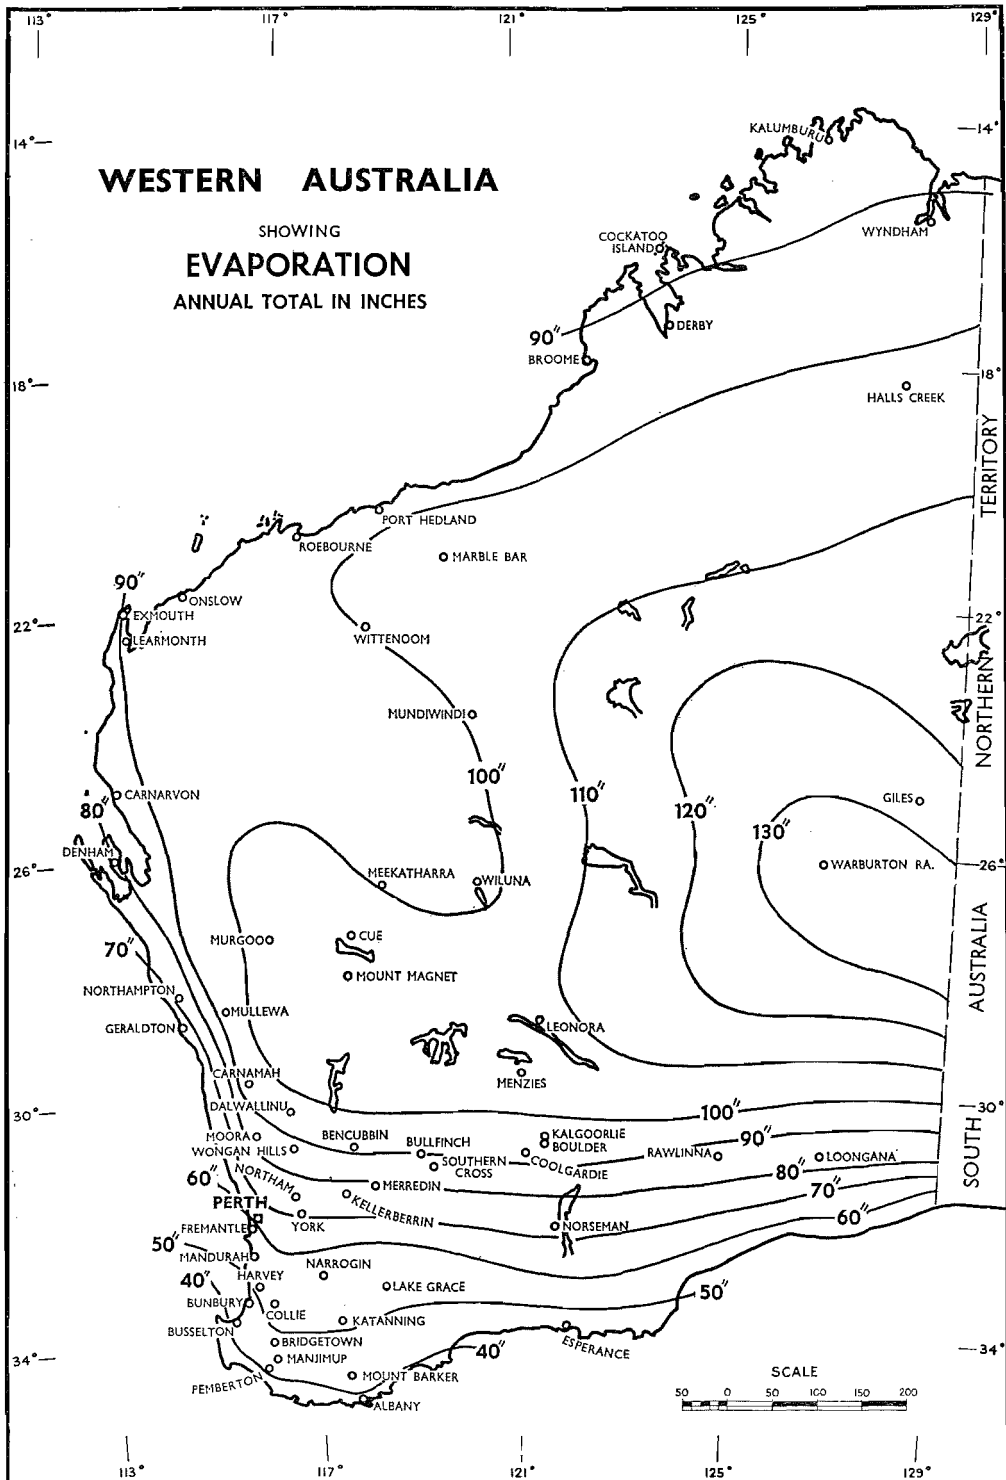 113° 117° 121° 125° 129°
14° 14°
KALUMBURU
WESTERN AUSTRALIA
SHOWING
EVAPORATION
ANNUAL TOTAL IN INCHES
WYNDHAM
COCKATOO
ISLAND
DERBY
90"
BROOME
18° 18°
HALLS CREEK
TERRITORY
PORT HEDLAND
ROEBOURNE
MARBLE BAR
90"
ONSLOW
EXMOUTH
22° 22°
LEARMONTH
WITTENOOM
NORTHERN
MUNDIWINDI
100"
110"
CARNARVON
GILES
80"
120"
130"
DENHAM
26° 26°
WARBURTON RA.
MEEKATHARRA
WILUNA
CUE
MURGOO
70"
MOUNT MAGNET
AUSTRALIA
NORTHAMPTON
MULLEWA
GERALDTON
LEONORA
CARNAMAH
MENZIES
DALWALLINU
30° 30°
100"
MOORA
BENCUBBIN
BULLFINCH
KALGOORLIE
BOULDER
90"
WONGAN HILLS
COOLGARDIE
RAWLINNA
LOONGANA
SOUTHERN
CROSS
SOUTH
60"
NORTHAM
MERREDIN
80"
70"
PERTH
KELLERBERRIN
60"
FREMANTLE
YORK
NORSEMAN
50"
MANDURAH
NARROGIN
40"
HARVEY
LAKE GRACE
50"
BUNBURY
COLLIE
KATANNING
BUSSELTON
BRIDGETOWN
ESPERANCE
40"
34° 34°
MANJIMUP
PEMBERTON
MOUNT BARKER
ALBANY
SCALE
50 0 50 100 150 200
113° 117° 121° 125° 129°